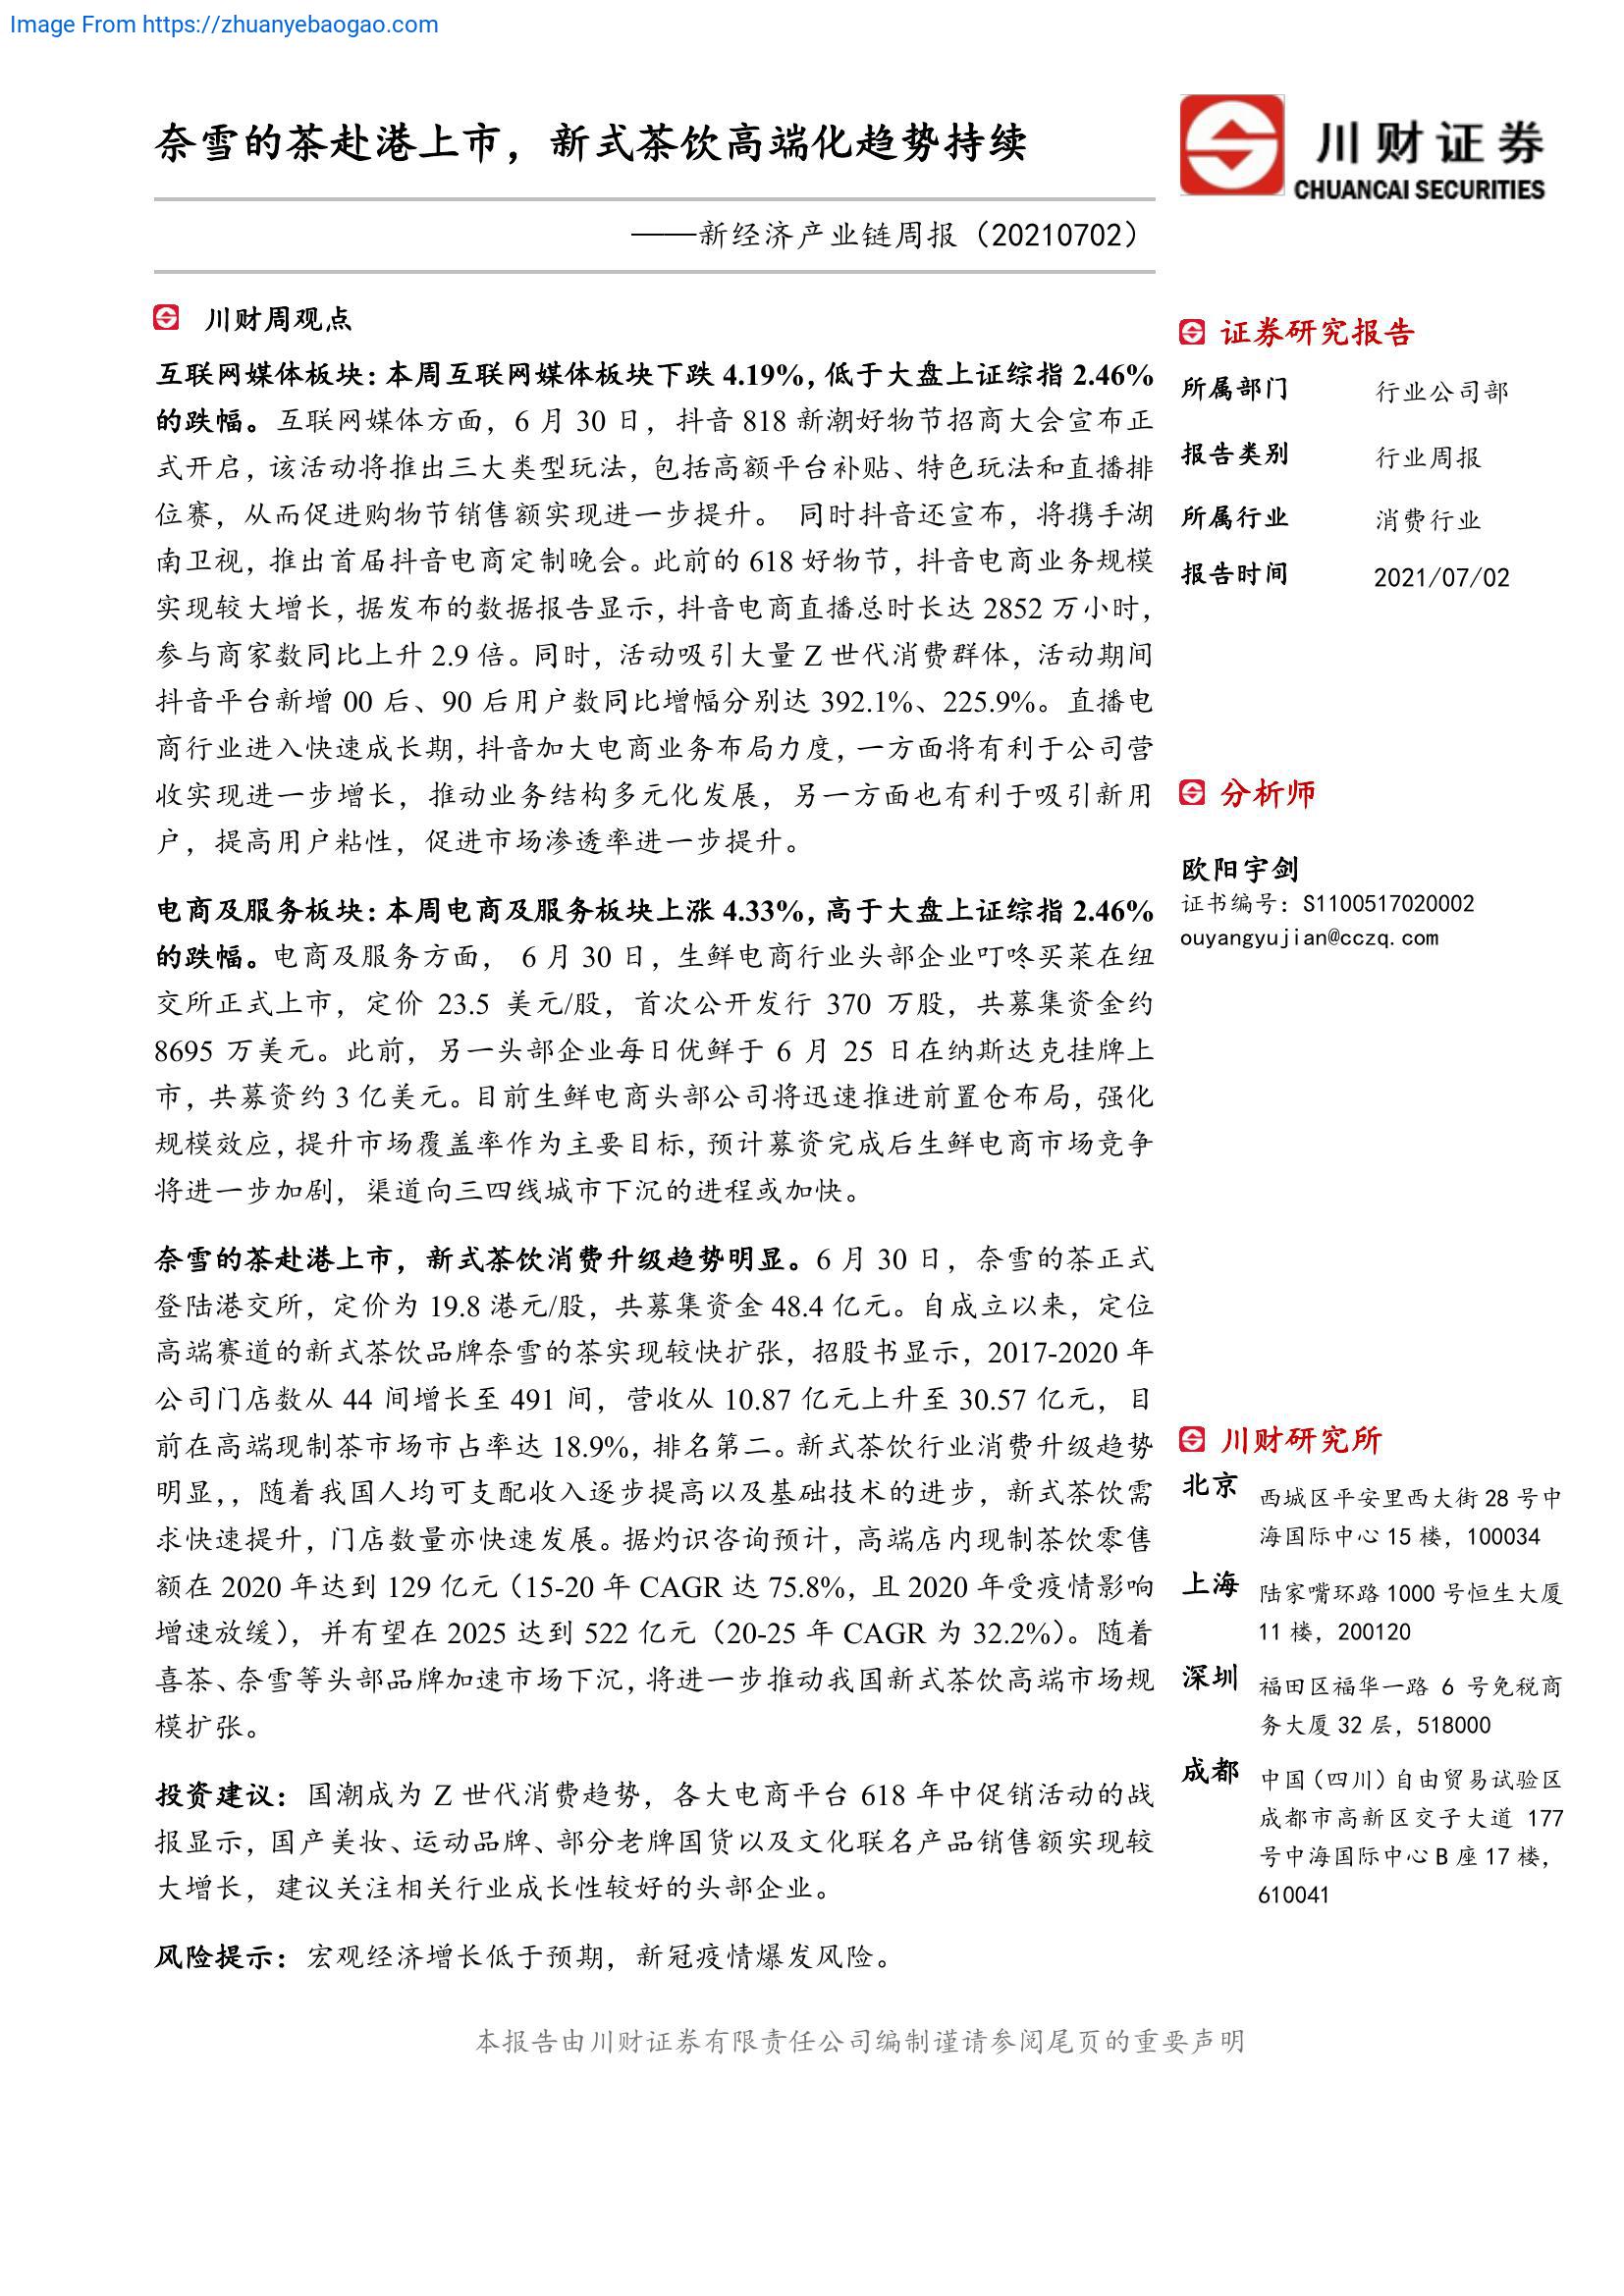 Image From https://zhuanyebaogao.com
奈雪的茶赴港上市，新式茶饮高端化趋势持续
川财证券
CHUANCAI SECURITIES
——新经济产业链周报（20210702）
川财周观点
互联网媒体板块：本周互联网媒体板块下跌 4.19%，低于大盘上证综指 2.46%
的跌幅。互联网媒体方面，6 月 30 日，抖音 818 新潮好物节招商大会宣布正
式开启，该活动将推出三大类型玩法，包括高额平台补贴、特色玩法和直播排
位赛，从而促进购物节销售额实现进一步提升。 同时抖音还宣布，将携手湖
南卫视，推出首届抖音电商定制晚会。此前的 618 好物节，抖音电商业务规模
实现较大增长，据发布的数据报告显示，抖音电商直播总时长达 2852 万小时，
参与商家数同比上升 2.9 倍。同时，活动吸引大量 Z 世代消费群体，活动期间
抖音平台新增 00 后、90 后用户数同比增幅分别达 392.1%、225.9%。直播电
商行业进入快速成长期，抖音加大电商业务布局力度，一方面将有利于公司营
收实现进一步增长，推动业务结构多元化发展，另一方面也有利于吸引新用
户，提高用户粘性，促进市场渗透率进一步提升。
电商及服务板块：本周电商及服务板块上涨 4.33%，高于大盘上证综指 2.46%
的跌幅。电商及服务方面， 6 月 30 日，生鲜电商行业头部企业叮咚买菜在纽
交所正式上市，定价 23.5 美元/股，首次公开发行 370 万股，共募集资金约
8695 万美元。此前，另一头部企业每日优鲜于 6 月 25 日在纳斯达克挂牌上
市，共募资约 3 亿美元。目前生鲜电商头部公司将迅速推进前置仓布局，强化
规模效应，提升市场覆盖率作为主要目标，预计募资完成后生鲜电商市场竞争
将进一步加剧，渠道向三四线城市下沉的进程或加快。
奈雪的茶赴港上市，新式茶饮消费升级趋势明显。6 月 30 日，奈雪的茶正式
登陆港交所，定价为 19.8 港元/股，共募集资金 48.4 亿元。自成立以来，定位
高端赛道的新式茶饮品牌奈雪的茶实现较快扩张，招股书显示，2017-2020 年
公司门店数从 44 间增长至 491 间，营收从 10.87 亿元上升至 30.57 亿元，目
前在高端现制茶市场市占率达 18.9%，排名第二。新式茶饮行业消费升级趋势
明显，，随着我国人均可支配收入逐步提高以及基础技术的进步，新式茶饮需
求快速提升，门店数量亦快速发展。据灼识咨询预计，高端店内现制茶饮零售
额在 2020 年达到 129 亿元（15-20 年 CAGR 达 75.8%，且 2020 年受疫情影响
增速放缓），并有望在 2025 达到 522 亿元（20-25 年 CAGR 为 32.2%）。随着
喜茶、奈雪等头部品牌加速市场下沉，将进一步推动我国新式茶饮高端市场规
模扩张。
投资建议：国潮成为 Z 世代消费趋势，各大电商平台 618 年中促销活动的战
报显示，国产美妆、运动品牌、部分老牌国货以及文化联名产品销售额实现较
大增长，建议关注相关行业成长性较好的头部企业。
风险提示：宏观经济增长低于预期，新冠疫情爆发风险。
证券研究报告
所属部门 行业公司部
报告类别 行业周报
所属行业 消费行业
报告时间 2021/07/02
分析师
欧阳宇剑
证书编号：S1100517020002
ouyangyujian@cczq.com
川财研究所
北京 西城区平安里西大街 28 号中
海国际中心 15 楼，100034
上海 陆家嘴环路 1000 号恒生大厦
11 楼，200120
深圳 福田区福华一路 6 号免税商
务大厦 32 层，518000
成都 中国（四川）自由贸易试验区
成都市高新区交子大道 177
号中海国际中心 B 座 17 楼，
610041
本报告由川财证券有限责任公司编制谨请参阅尾页的重要声明